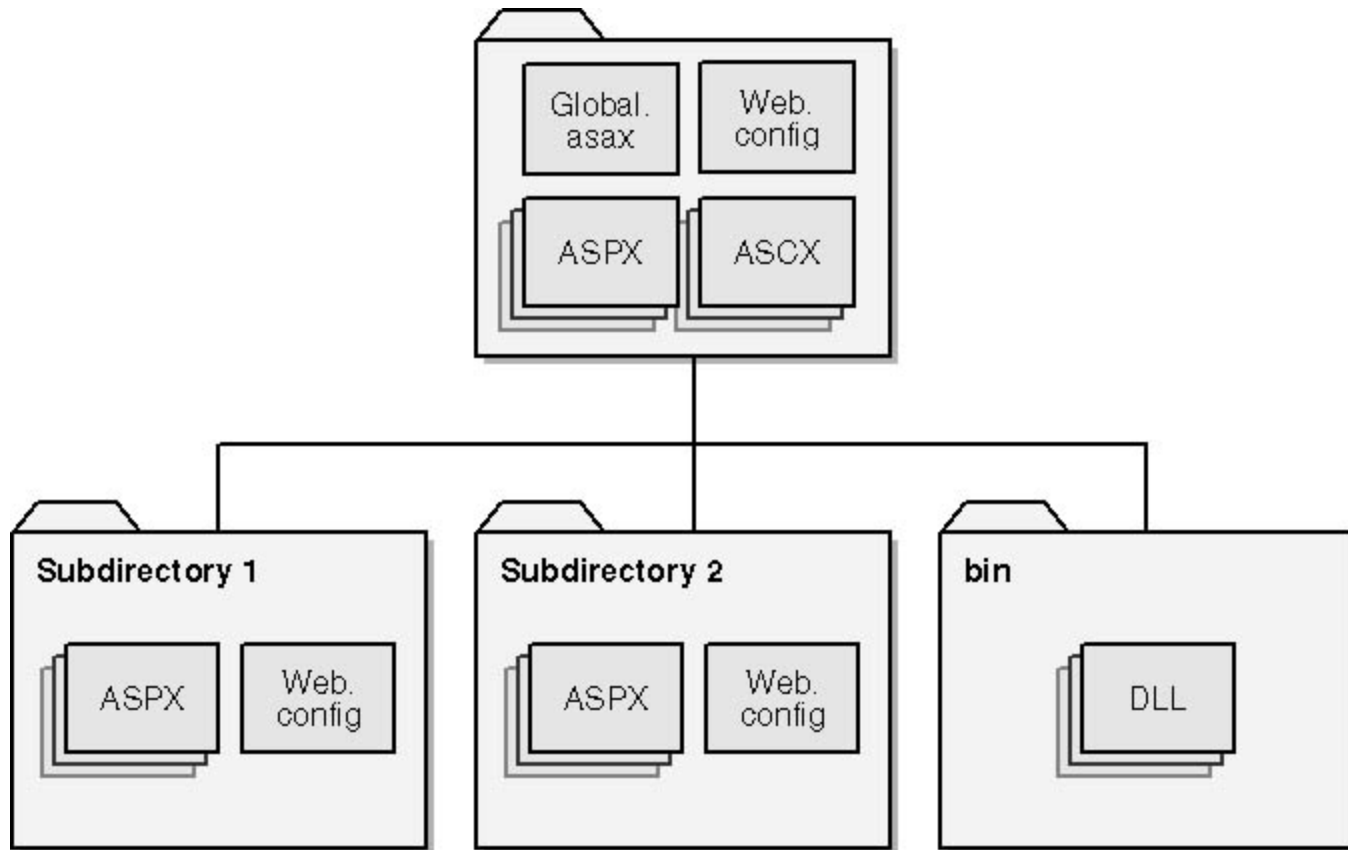 Global.
asax
Web.
config
ASPX
ASCX
Subdirectory 1
ASPX
Web.
config
Subdirectory 2
ASPX
Web.
config
bin
DLL